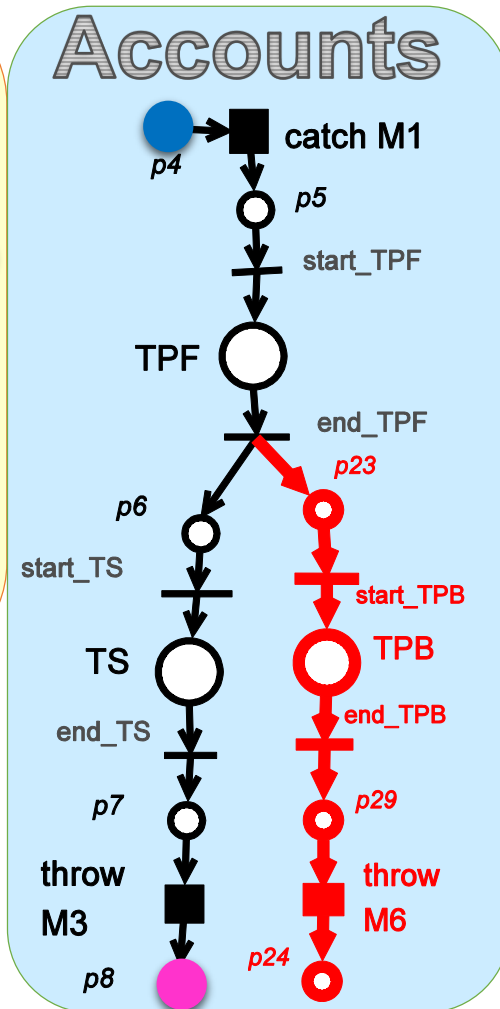 Accounts
catch M1
p4
p5
start_TPF
TPF
end_TPF
p23
p6
start_TS
start_TPB
TS
TPB
end_TS
end_TPB
p7
p29
throw
M3
throw
M6
p24
p8